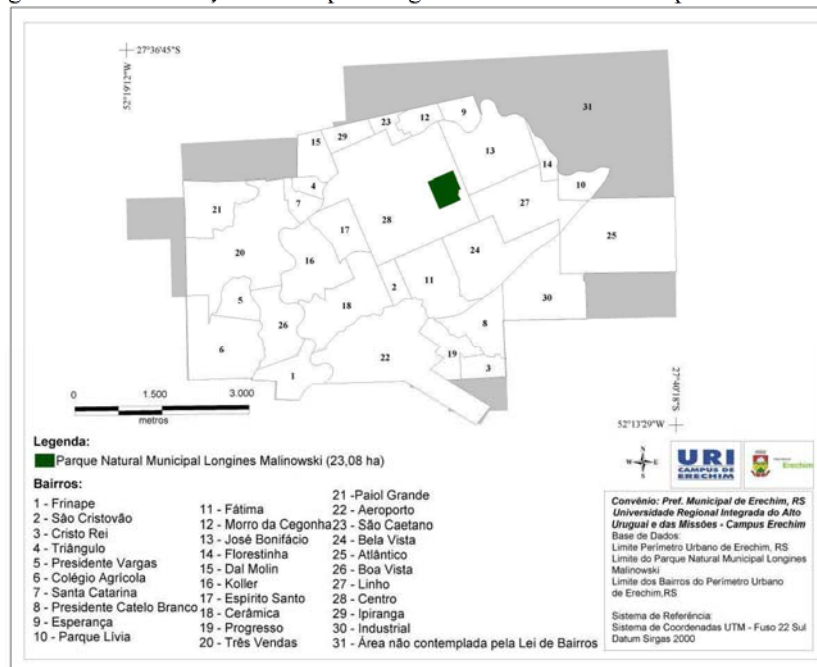 27°36'45"S
52°19'12"W
31
9
12
23
29
15
13
14
10
4
7
21
28
27
17
25
20
16
24
2
11
5
30
18
26
8
6
22
19
3
1
0 1.500 3.000
metros
27°40'18"S
52°13'29"W
Legenda:
Parque Natural Municipal Longines Malinowski (23,08 ha)
Bairros:
1 - Frinape
2 - São Cristovão
3 - Cristo Rei
4 - Triângulo
5 - Presidente Vargas
6 - Colégio Agrícola
7 - Santa Catarina
8 - Presidente Catelo Branco
9 - Esperança
10 - Parque Lívia
11 - Fátima
12 - Morro da Cegonha
13 - José Bonifácio
14 - Florestinha
15 - Dal Molin
16 - Koller
17 - Espírito Santo
18 - Cerâmica
19 - Progresso
20 - Três Vendas
21 -Paiol Grande
22 - Aeroporto
23 - São Caetano
24 - Bela Vista
25 - Atlântico
26 - Boa Vista
27 - Linho
28 - Centro
29 - Ipiranga
30 - Industrial
31 - Área não contemplada pela Lei de Bairros
W E
URI
CAMPUS DE
ERECHIM
Erechim
Convênio: Pref. Municipal de Erechim, RS
Universidade Regional Integrada do Alto
Uruguai e das Missões - Campus Erechim
Base de Dados:
Limite Perímetro Urbano de Erechim, RS
Limite do Parque Natural Municipal Longines
Malinowski
Limite dos Bairros do Perímetro Urbano
de Erechim,RS
Sistema de Referência:
Sistema de Coordenadas UTM - Fuso 22 Sul
Datum Sirgas 2000